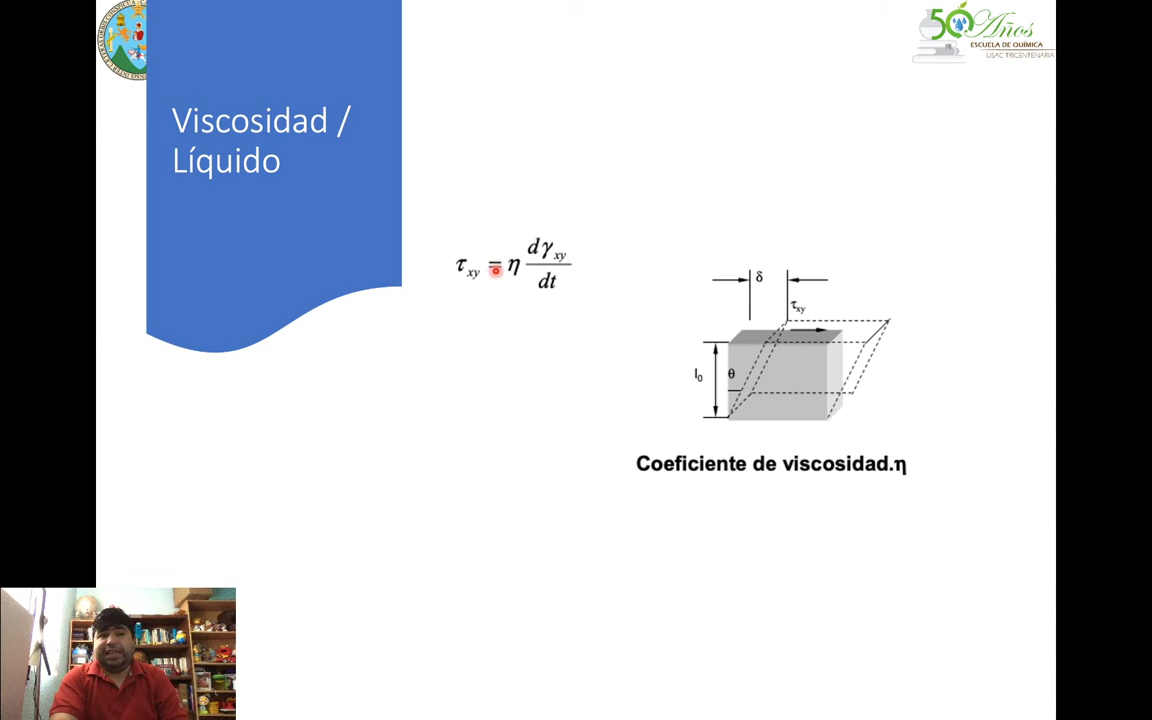 50 Años
ESCUELA DE QUÍMICA
USAC TRICENTENARIA
Viscosidad /
Líquido
τxy = η dγxy / dt
δ
τxy
l0
θ
Coeficiente de viscosidad.η